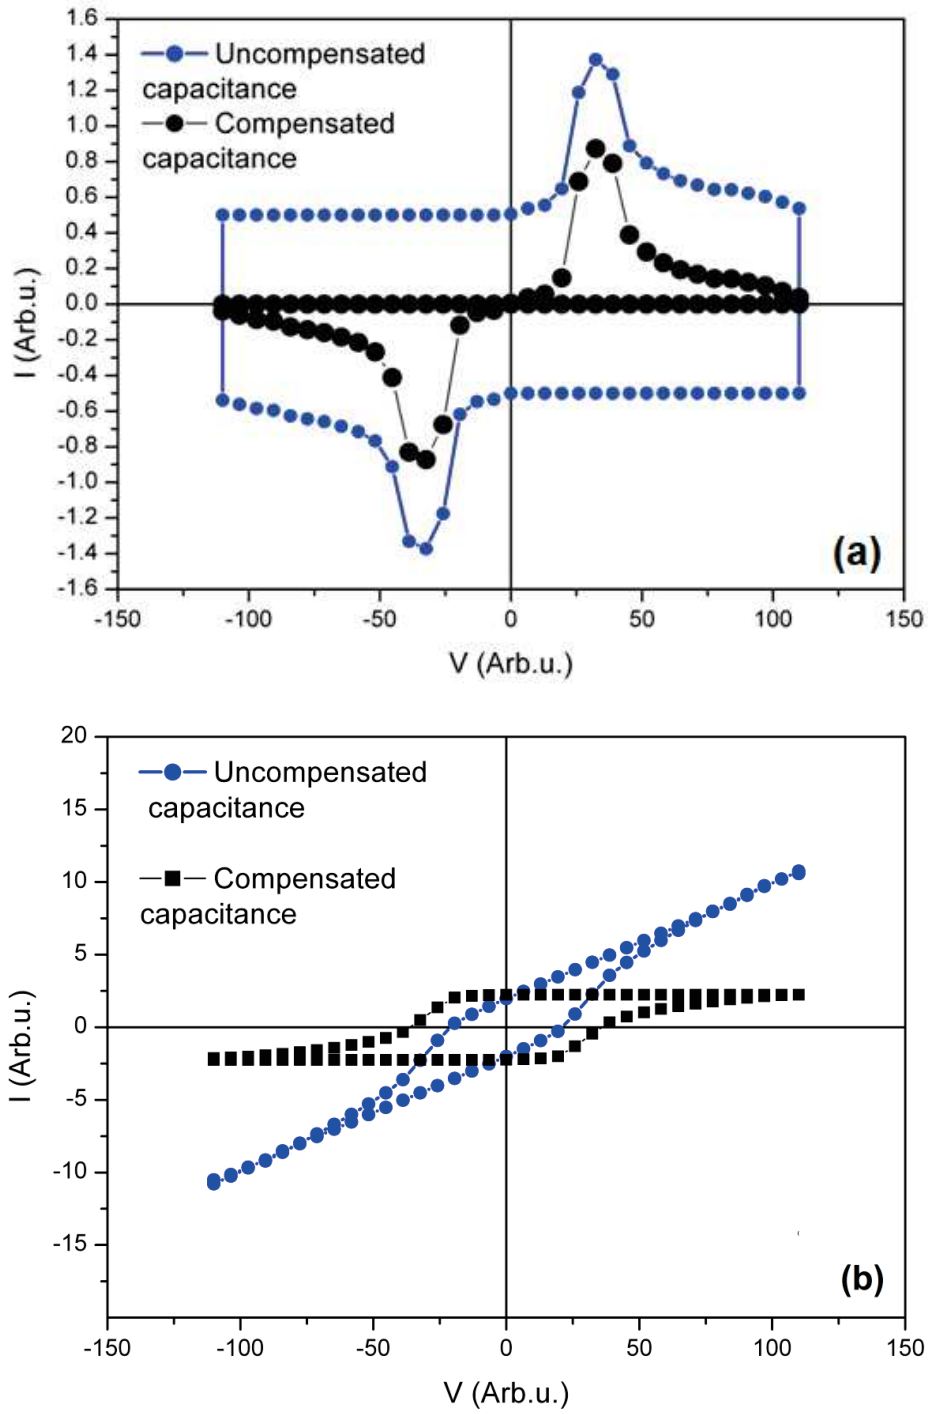 1.6
1.4
1.2
1.0
0.8
0.6
0.4
0.2
0.0
-0.2
-0.4
-0.6
-0.8
-1.0
-1.2
-1.4
-1.6
I (Arb.u.)
Uncompensated
capacitance
Compensated
capacitance
(a)
-150 -100 -50 0 50 100 150
V (Arb.u.)
20
15
10
5
0
-5
-10
-15
I (Arb.u.)
Uncompensated
capacitance
Compensated
capacitance
(b)
-150 -100 -50 0 50 100 150
V (Arb.u.)